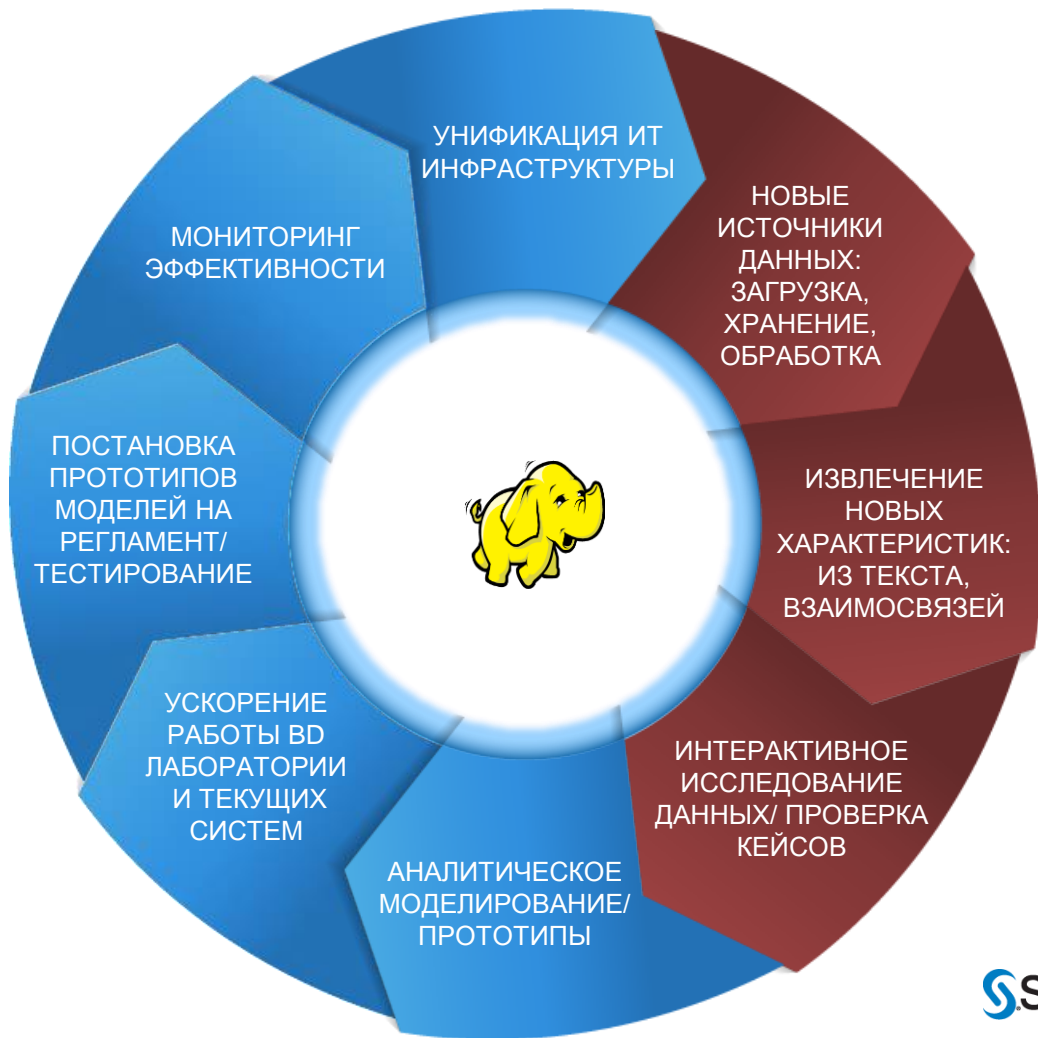 УНИФИКАЦИЯ ИТ
ИНФРАСТРУКТУРЫ
НОВЫЕ
ИСТОЧНИКИ
ДАННЫХ:
ЗАГРУЗКА,
ХРАНЕНИЕ,
ОБРАБОТКА
ИЗВЛЕЧЕНИЕ
НОВЫХ
ХАРАКТЕРИСТИК:
ИЗ ТЕКСТА,
ВЗАИМОСВЯЗЕЙ
ИНТЕРАКТИВНОЕ
ИССЛЕДОВАНИЕ
ДАННЫХ/ ПРОВЕРКА
КЕЙСОВ
АНАЛИТИЧЕСКОЕ
МОДЕЛИРОВАНИЕ/
ПРОТОТИПЫ
УСКОРЕНИЕ
РАБОТЫ BD
ЛАБОРАТОРИИ
И ТЕКУЩИХ
СИСТЕМ
ПОСТАНОВКА
ПРОТОТИПОВ
МОДЕЛЕЙ НА
РЕГЛАМЕНТ/
ТЕСТИРОВАНИЕ
МОНИТОРИНГ
ЭФФЕКТИВНОСТИ